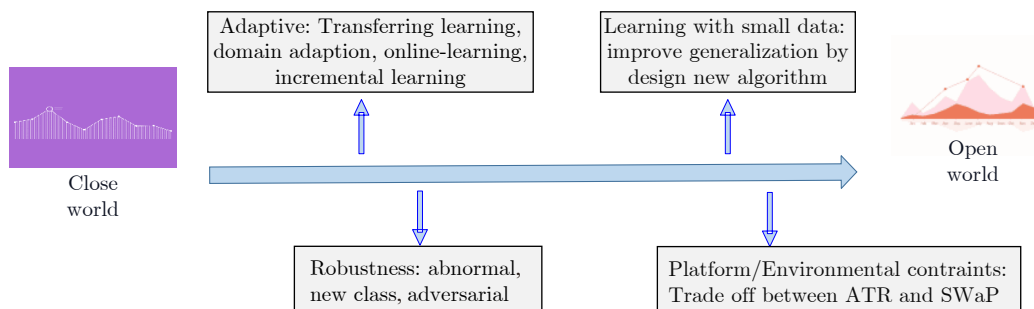 Adaptive: Transferring learning,
domain adaption, online-learning,
incremental learning
Learning with small data:
improve generalization by
design new algorithm
Close
world
Open
world
Robustness: abnormal,
new class, adversarial
Platform/Environmental contraints:
Trade off between ATR and SWaP